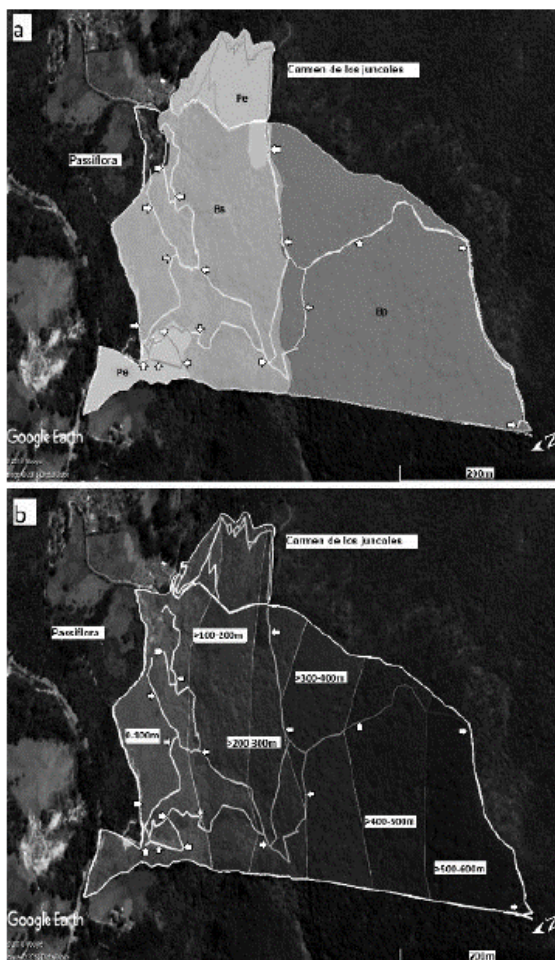 a
Carmen de los juncales
Pe
Passiflora
Bs
Bp
Pe
Google Earth
Z
200m
b
Carmen de los juncales
Passiflora
>100-200m
>300-400m
0-100m
>200-300m
>400-500m
>500-600m
Google Earth
Z
200m